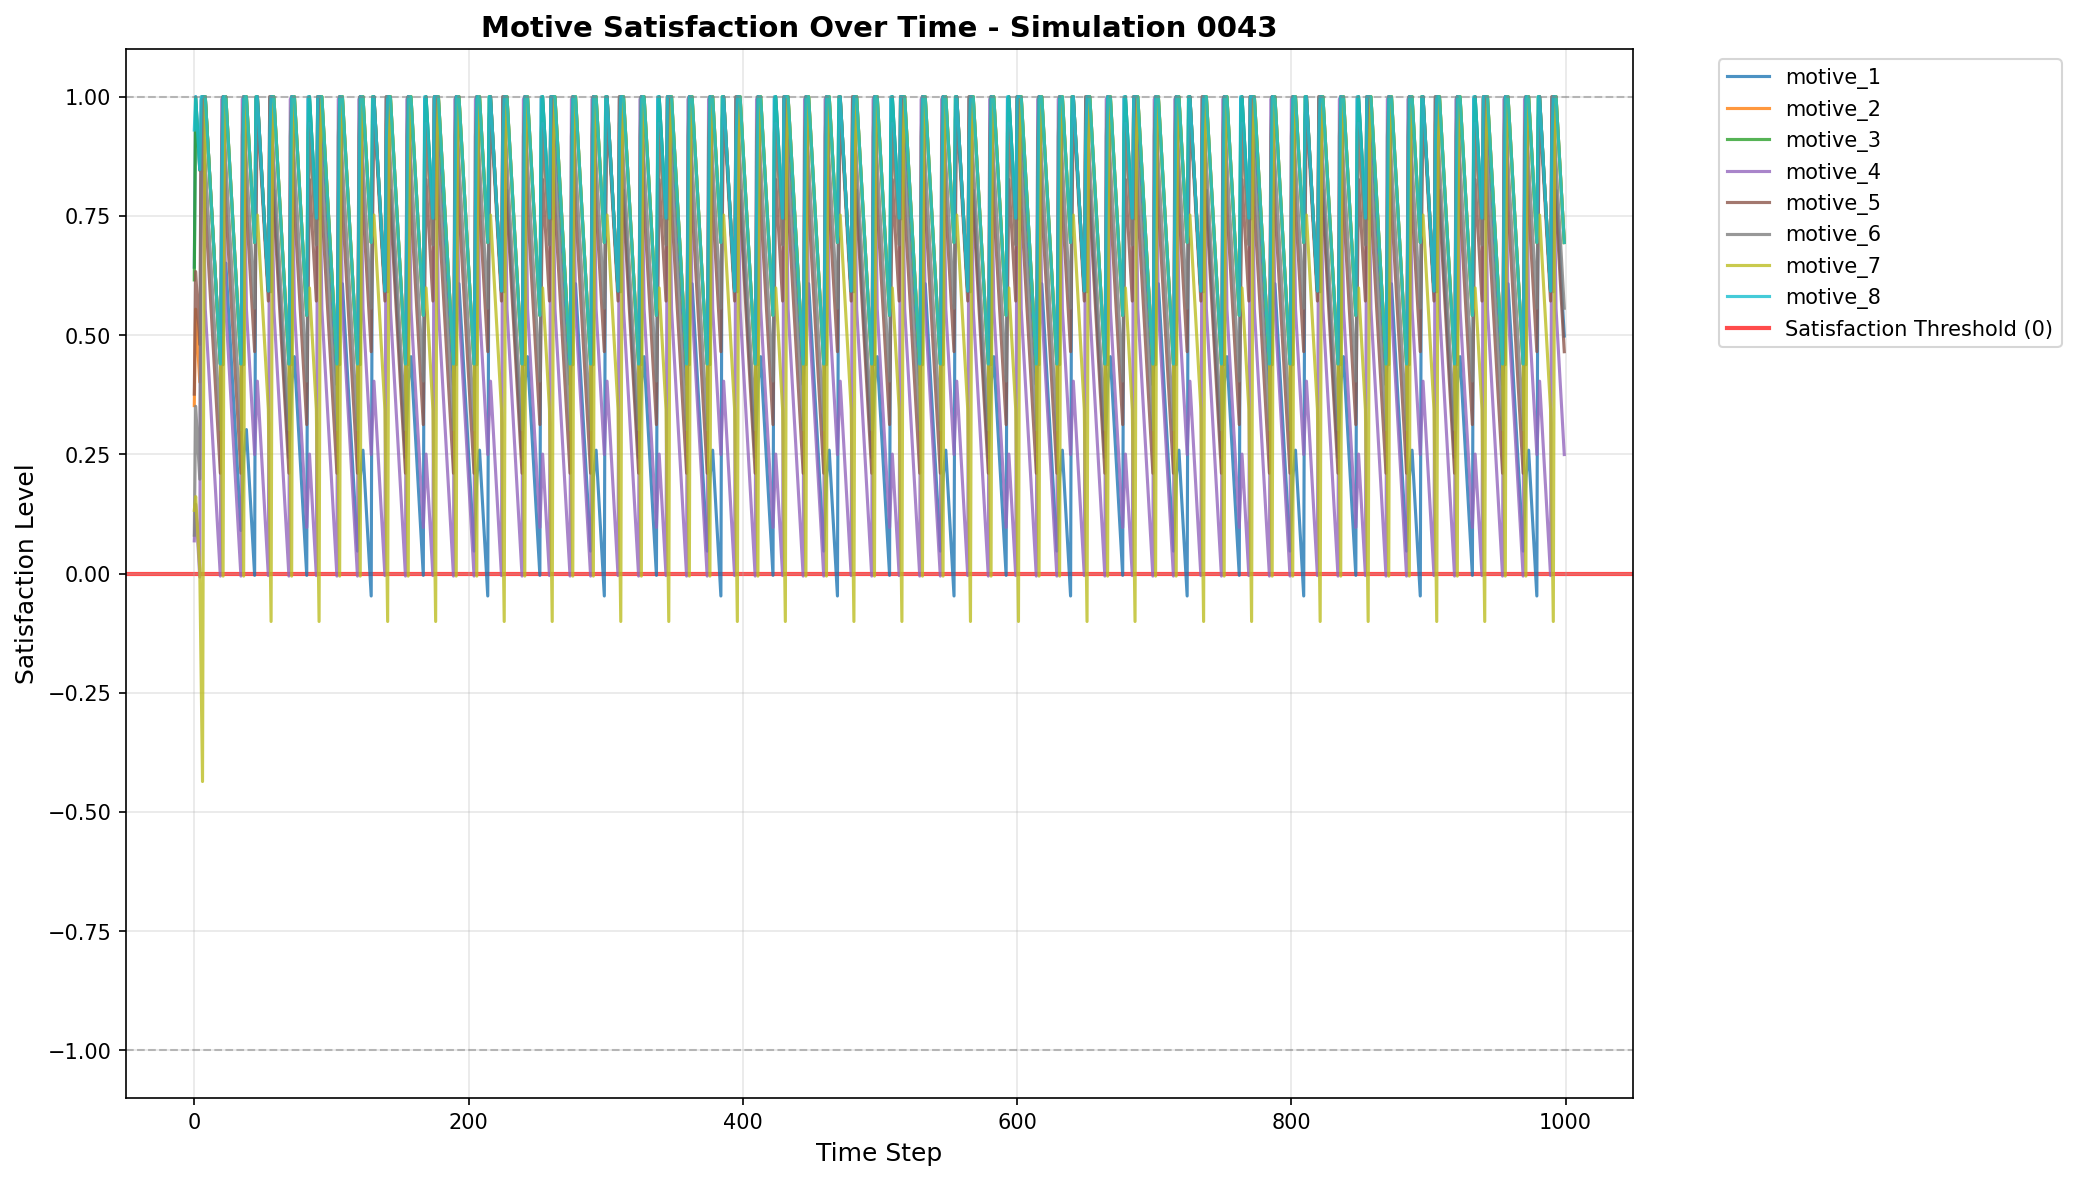 Motive Satisfaction Over Time - Simulation 0043
Satisfaction Level
1.00
0.75
0.50
0.25
0.00
−0.25
−0.50
−0.75
−1.00
0
200
400
600
800
1000
Time Step
motive_1
motive_2
motive_3
motive_4
motive_5
motive_6
motive_7
motive_8
Satisfaction Threshold (0)